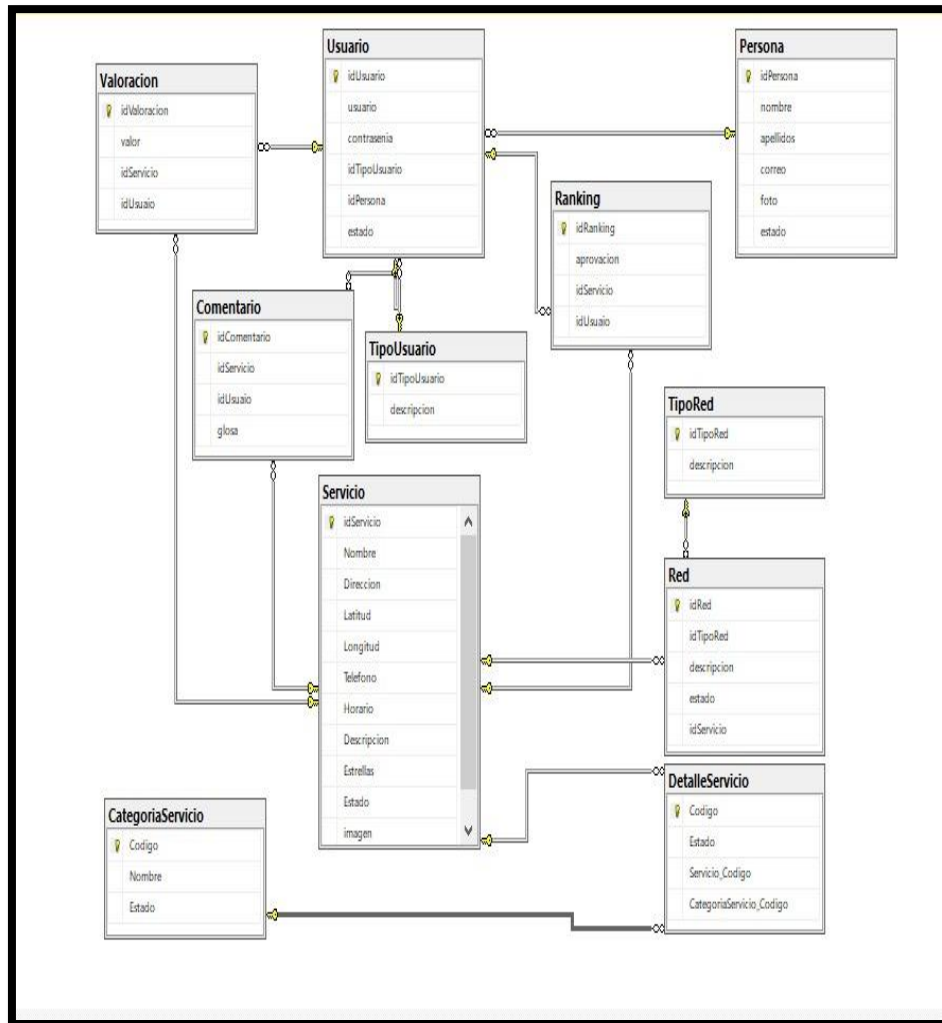 Usuario
idUsuario
usuario
contrasenia
idTipoUsuario
idPersona
estado
Persona
idPersona
nombre
apellidos
correo
foto
estado
Valoracion
idValoracion
valor
idServicio
idUsuaio
Ranking
idRanking
aprovacion
idServicio
idUsuaio
Comentario
idComentario
idServicio
idUsuaio
glosa
TipoUsuario
idTipoUsuario
descripcion
TipoRed
idTipoRed
descripcion
Servicio
idServicio
Nombre
Direccion
Latitud
Longitud
Telefono
Horario
Descripcion
Estrellas
Estado
imagen
Red
idRed
idTipoRed
descripcion
estado
idServicio
DetalleServicio
Codigo
Estado
Servicio_Codigo
CategoriaServicio_Codigo
CategoriaServicio
Codigo
Nombre
Estado